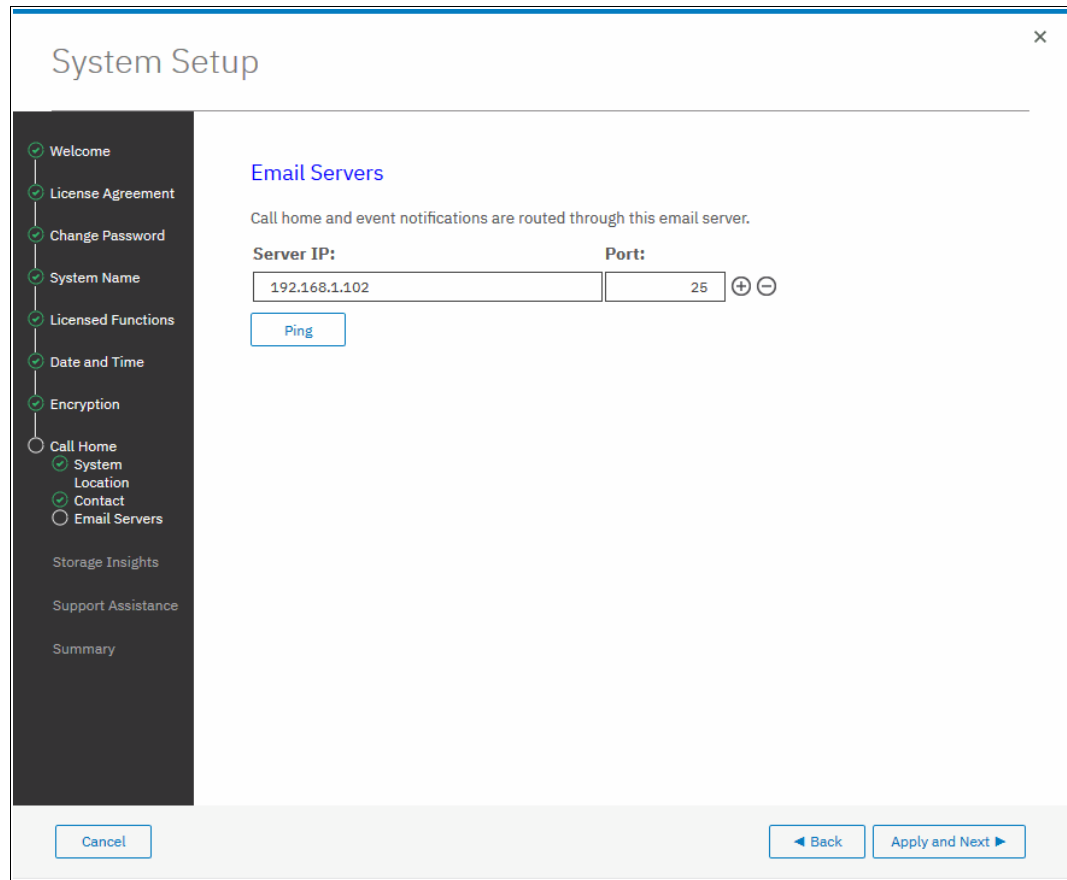 System Setup
Welcome
License Agreement
Change Password
System Name
Licensed Functions
Date and Time
Encryption
Call Home
System
Location
Contact
Email Servers
Storage Insights
Support Assistance
Summary
Email Servers
Call home and event notifications are routed through this email server.
Server IP: Port:
192.168.1.102 25
Ping
Cancel
Back
Apply and Next